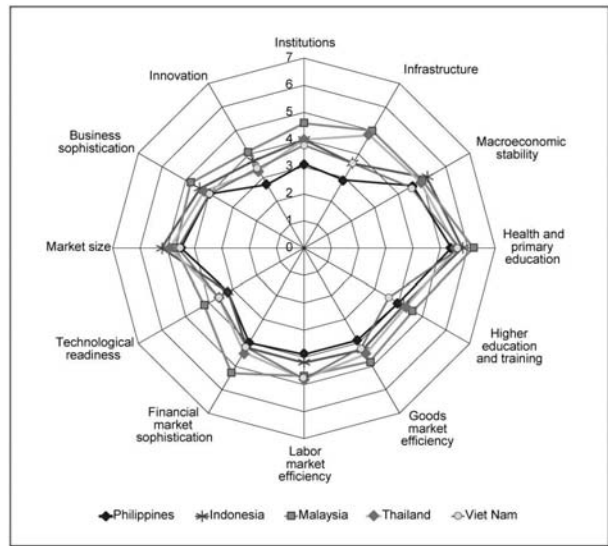 Institutions
7
6
5
4
3
2
1
0
Infrastructure
Macroeconomic
stability
Health and
primary
education
Higher
education
and training
Goods
market
efficiency
Labor
market
efficiency
Financial
market
sophistication
Technological
readiness
Market size
Business
sophistication
Innovation
Philippines
Indonesia
Malaysia
Thailand
Viet Nam